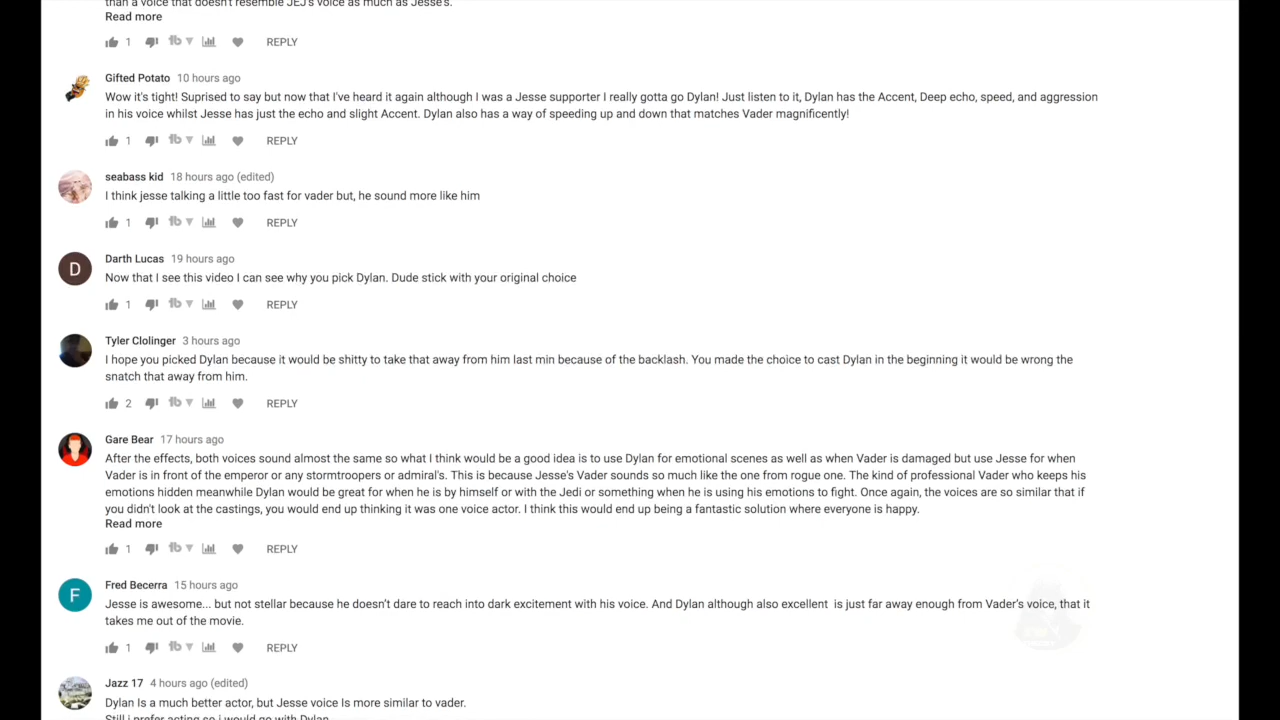 than a voice that doesn't resemble JEJ's voice as much as Jesse's.
Read more
1 REPLY
Gifted Potato 10 hours ago
Wow it's tight! Suprised to say but now that I've heard it again although I was a Jesse supporter I really gotta go Dylan! Just listen to it, Dylan has the Accent, Deep echo, speed, and aggression
in his voice whilst Jesse has just the echo and slight Accent. Dylan also has a way of speeding up and down that matches Vader magnificently!
1 REPLY
seabass kid 18 hours ago (edited)
I think jesse talking a little too fast for vader but, he sound more like him
1 REPLY
D
Darth Lucas 19 hours ago
Now that I see this video I can see why you pick Dylan. Dude stick with your original choice
1 REPLY
Tyler Clolinger 3 hours ago
I hope you picked Dylan because it would be shitty to take that away from him last min because of the backlash. You made the choice to cast Dylan in the beginning it would be wrong the
snatch that away from him.
2 REPLY
Gare Bear 17 hours ago
After the effects, both voices sound almost the same so what I think would be a good idea is to use Dylan for emotional scenes as well as when Vader is damaged but use Jesse for when
Vader is in front of the emperor or any stormtroopers or admiral's. This is because Jesse's Vader sounds so much like the one from rogue one. The kind of professional Vader who keeps his
emotions hidden meanwhile Dylan would be great for when he is by himself or with the Jedi or something when he is using his emotions to fight. Once again, the voices are so similar that if
you didn't look at the castings, you would end up thinking it was one voice actor. I think this would end up being a fantastic solution where everyone is happy.
Read more
1 REPLY
F
Fred Becerra 15 hours ago
Jesse is awesome... but not stellar because he doesn't dare to reach into dark excitement with his voice. And Dylan although also excellent is just far away enough from Vader's voice, that it
takes me out of the movie.
1 REPLY
Jazz 17 4 hours ago (edited)
Dylan Is a much better actor, but Jesse voice Is more similar to vader.
Still i prefer acting so i would go with Dylan